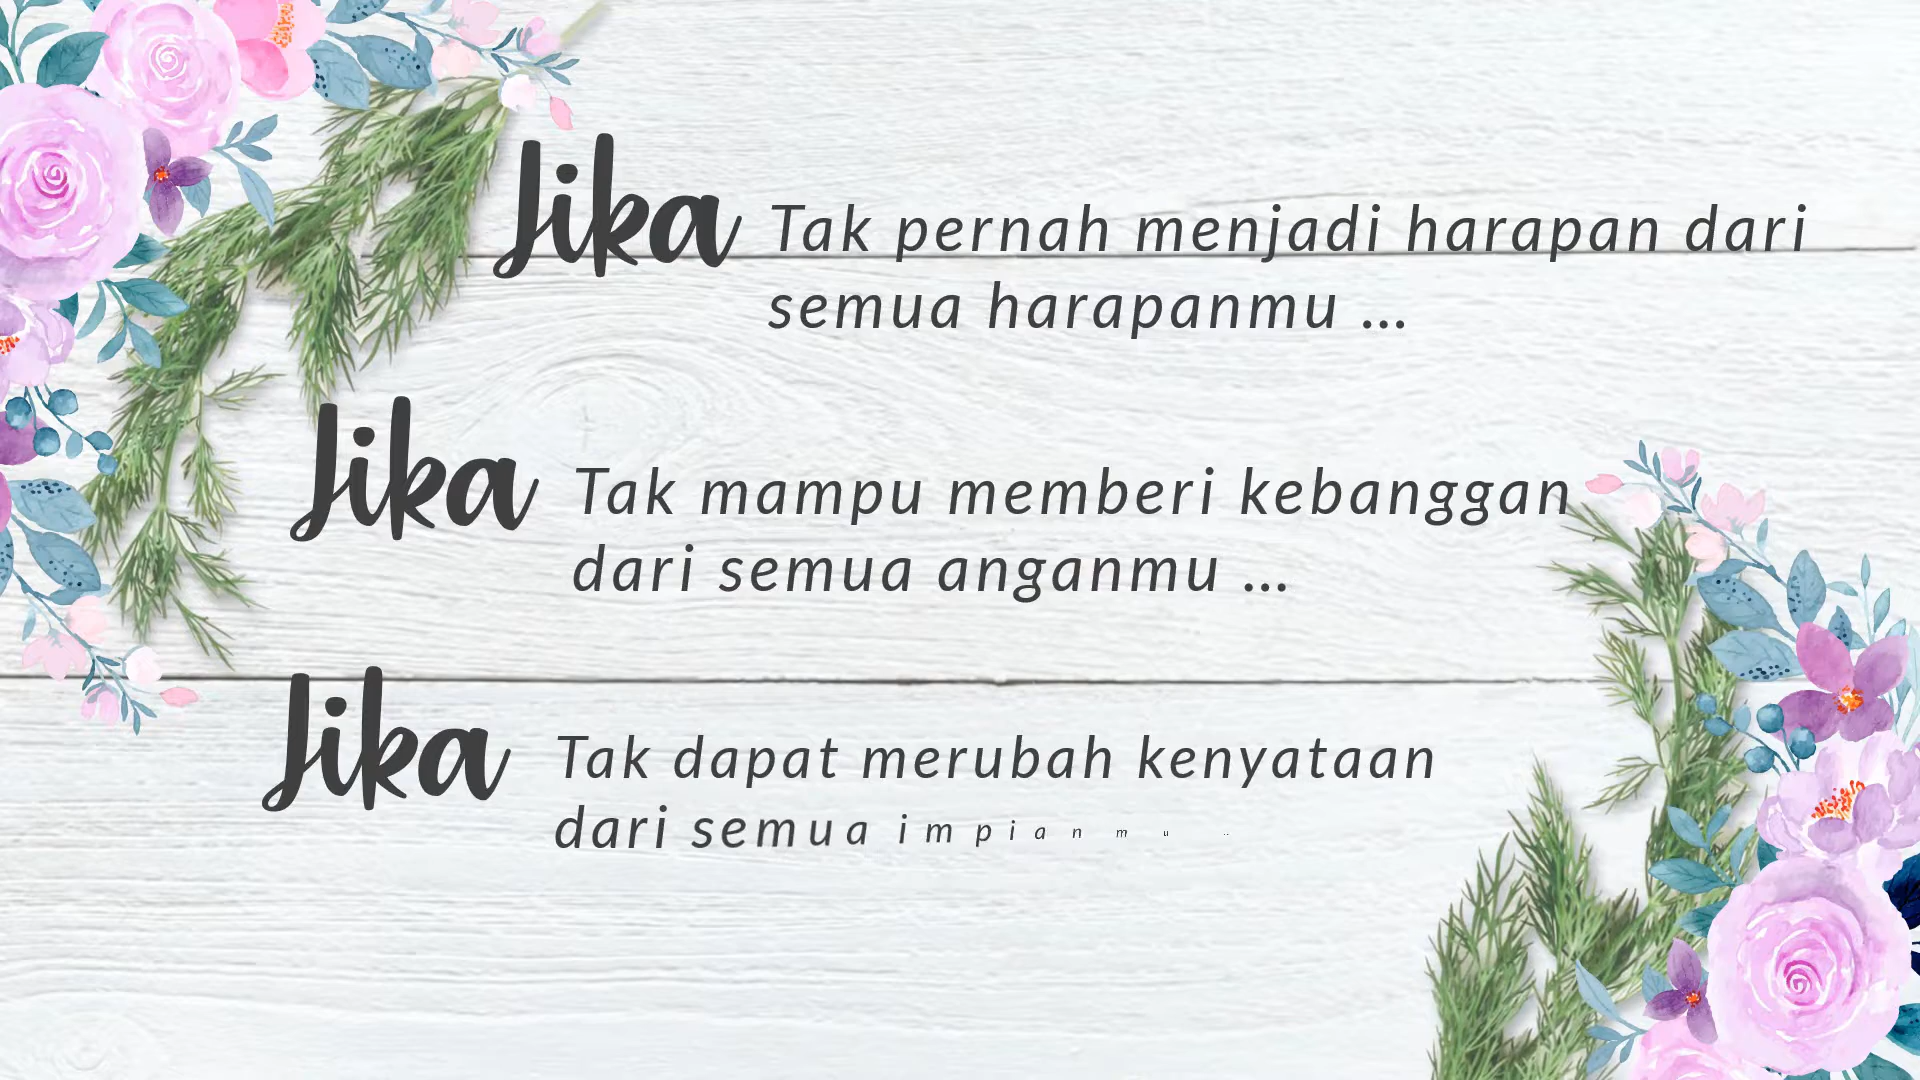 Jika Tak pernah menjadi harapan dari
semua harapanmu ...
Jika Tak mampu memberi kebanggan
dari semua anganmu ...
Jika Tak dapat merubah kenyataan
dari semua impianmu ..